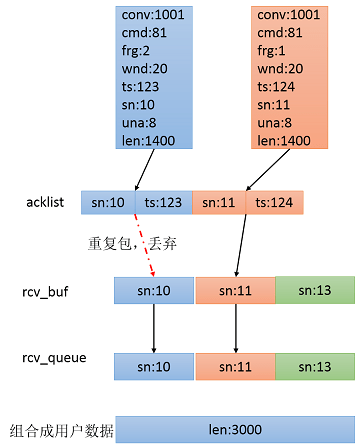 conv:1001
cmd:81
frg:2
wnd:20
ts:123
sn:10
una:8
len:1400
conv:1001
cmd:81
frg:1
wnd:20
ts:124
sn:11
una:8
len:1400
acklist sn:10 ts:123 sn:11 ts:124
重复包，丢弃
rcv_buf sn:10 sn:11 sn:13
rcv_queue sn:10 sn:11 sn:13
组合成用户数据 len:3000